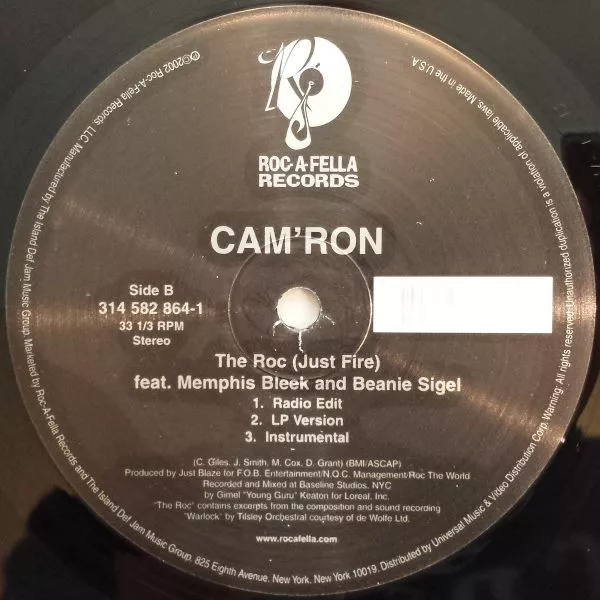 R
ROC-A-FELLA
RECORDS
CAM'RON
Side B
314 582 864-1
33 1/3 RPM
Stereo
The Roc (Just Fire)
feat. Memphis Bleek and Beanie Sigel
1. Radio Edit
2. LP Version
3. Instrumental
(C. Giles, J. Smith, M. Cox, D. Grant) (BMI/ASCAP)
Produced by Just Blaze for F.O.B. Entertainment/N.O.C. Management/Roc The World
Recorded and Mixed at Baseline Studios, NYC
by Gimel "Young Guru" Keaton for Loreal, Inc.
"The Roc" contains excerpts from the composition and sound recording
"Warlock" by Tilsley Orchestral courtesy of de Wolfe Ltd.
www.rocafella.com
℗©2002 Roc-A-Fella Records, LLC. Manufactured by The Island Def Jam Music Group. Marketed by Roc-A-Fella Records and The Island Def Jam Music Group, 825 Eighth Avenue, New York, New York 10019. Distributed by Universal Music & Video Distribution Corp. Warning: All rights reserved. Unauthorized duplication is a violation of applicable laws. Made in the U.S.A.